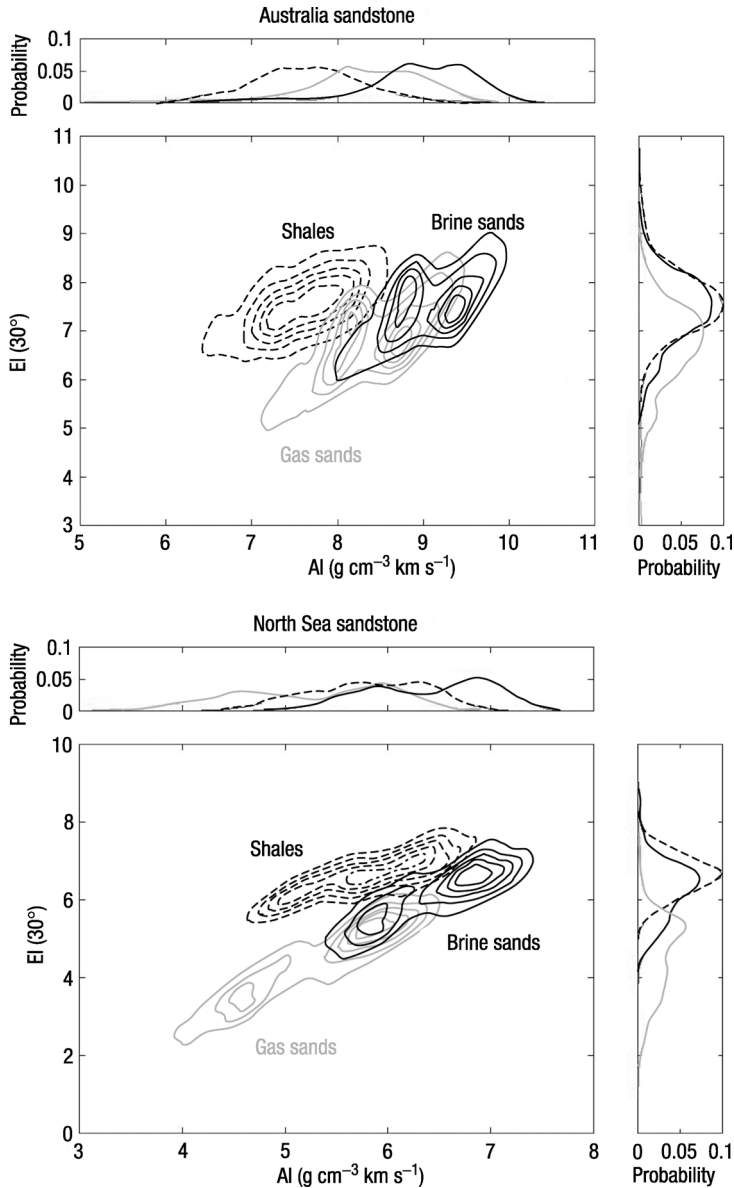 Australia sandstone
Probability
0.1
0.05
0
11
10
9
8
7
6
5
4
3
EI (30°)
Shales
Brine sands
Gas sands
5 6 7 8 9 10 11
AI (g cm⁻³ km s⁻¹)
0 0.05 0.1
Probability
North Sea sandstone
Probability
0.1
0.05
0
10
8
6
4
2
0
EI (30°)
Shales
Brine sands
Gas sands
3 4 5 6 7 8
AI (g cm⁻³ km s⁻¹)
0 0.05 0.1
Probability